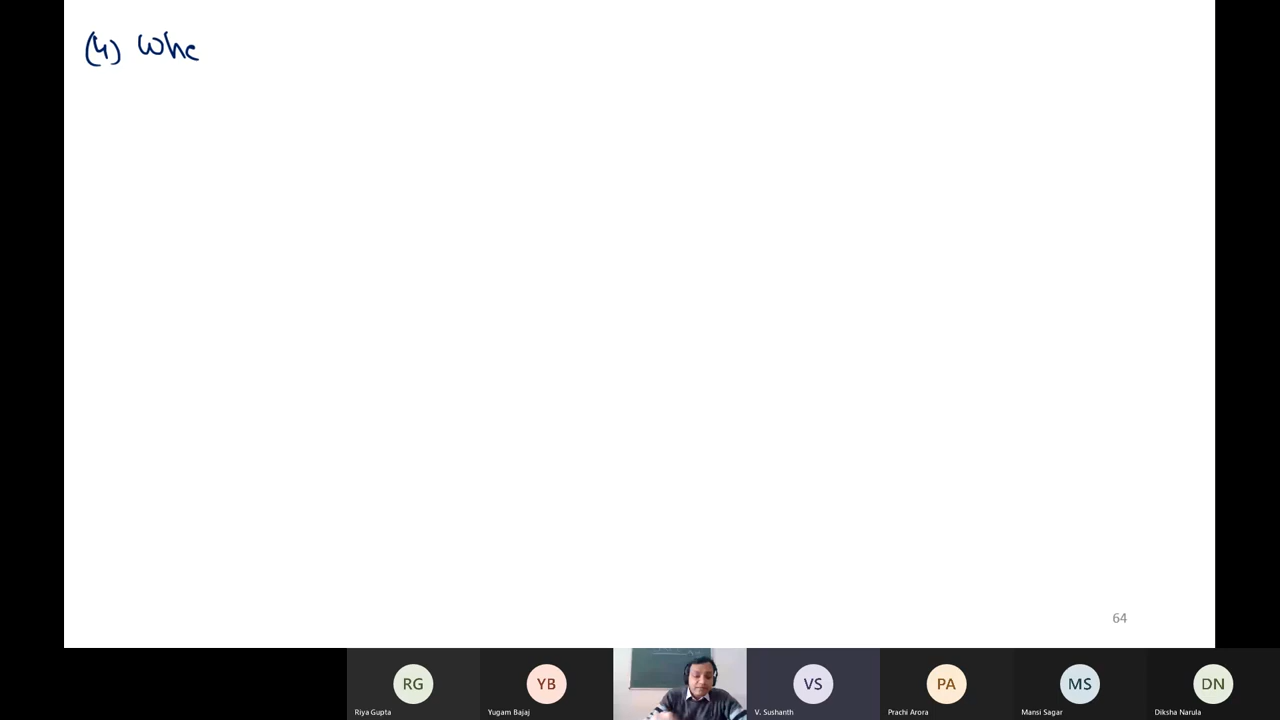 (4) Whe
64
RG
YB
VS
PA
MS
DN
Riya Gupta
Yugam Bajaj
V. Sushanth
Prachi Arora
Mansi Sagar
Diksha Narula